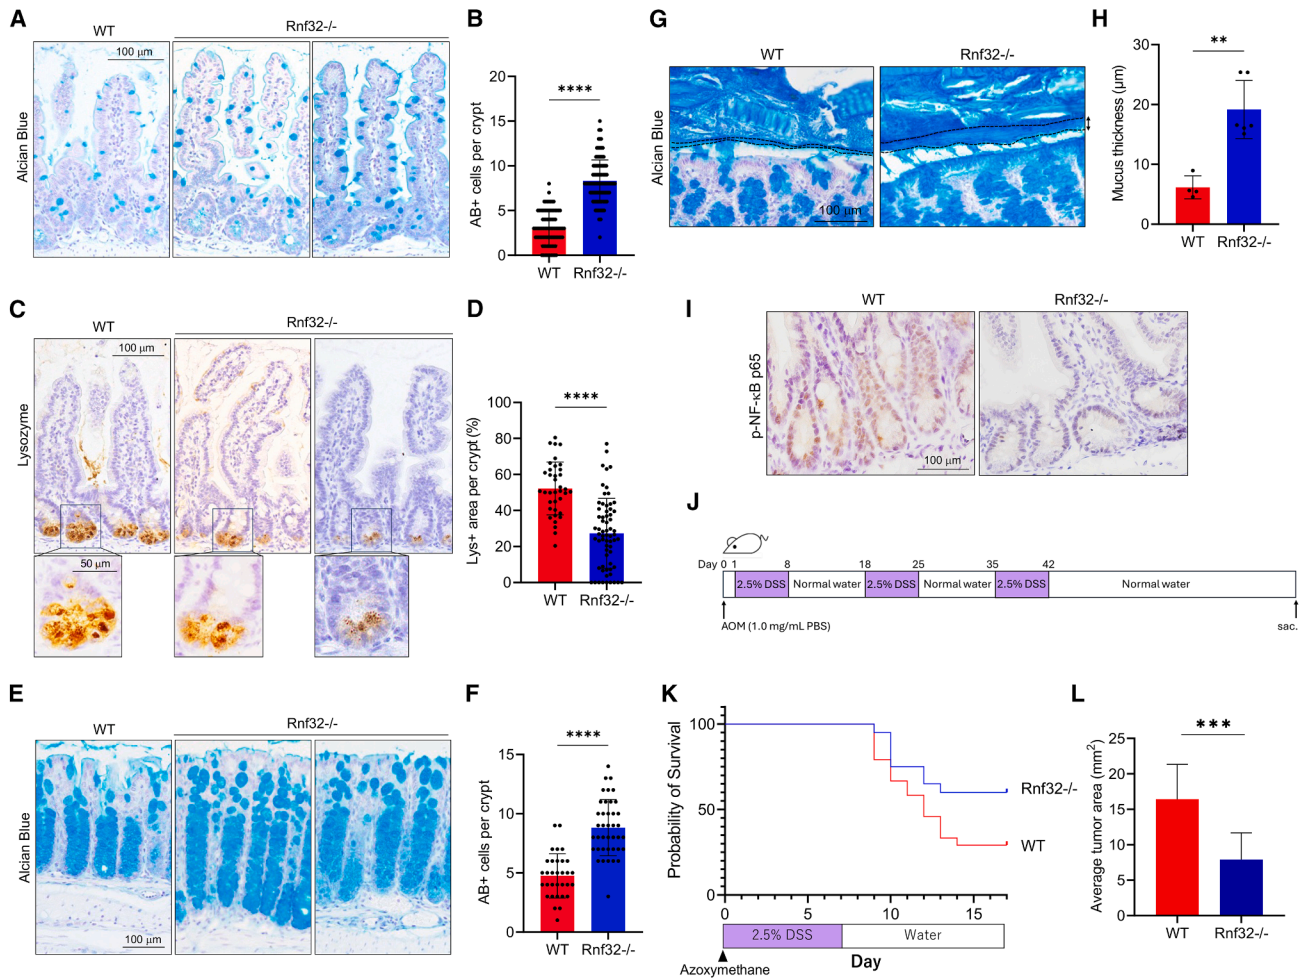 A
WT
Rnf32-/-
100 µm
Alcian Blue
B
AB+ cells per crypt
20
15
10
5
0
****
WT
Rnf32-/-
C
WT
Rnf32-/-
100 µm
Lysozyme
50 µm
D
Lys+ area per crypt (%)
100
80
60
40
20
0
****
WT
Rnf32-/-
E
WT
Rnf32-/-
Alcian Blue
100 µm
F
AB+ cells per crypt
15
10
5
0
****
WT
Rnf32-/-
G
WT
Rnf32-/-
Alcian Blue
100 µm
H
Mucus thickness (µm)
30
20
10
0
**
WT
Rnf32-/-
I
WT
Rnf32-/-
p-NF-κB p65
100 µm
J
Day 0 1 8 18 25 35 42
2.5% DSS Normal water 2.5% DSS Normal water 2.5% DSS Normal water
AOM (1.0 mg/mL PBS) sac.
K
Probability of Survival
100
50
0
Rnf32-/-
WT
0 5 10 15
2.5% DSS Water
Azoxymethane
Day
L
Average tumor area (mm²)
25
20
15
10
5
0
***
WT
Rnf32-/-